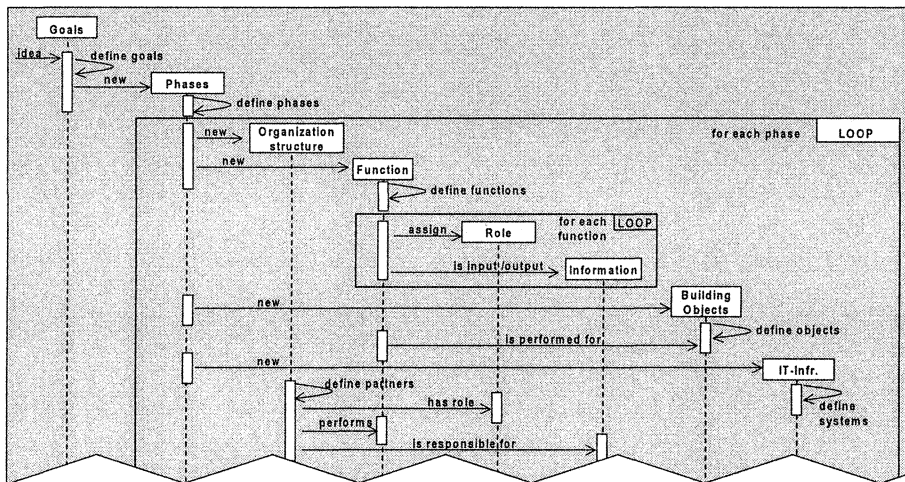 Goals
idea
define goals
new
Phases
define phases
for each phase
LOOP
new
Organization
structure
new
Function
define functions
for each
function
LOOP
assign
Role
is input /output
Information
new
Building
Objects
is performed for
define objects
new
IT-Infr.
define partners
has role
define
systems
performs
is responsible for